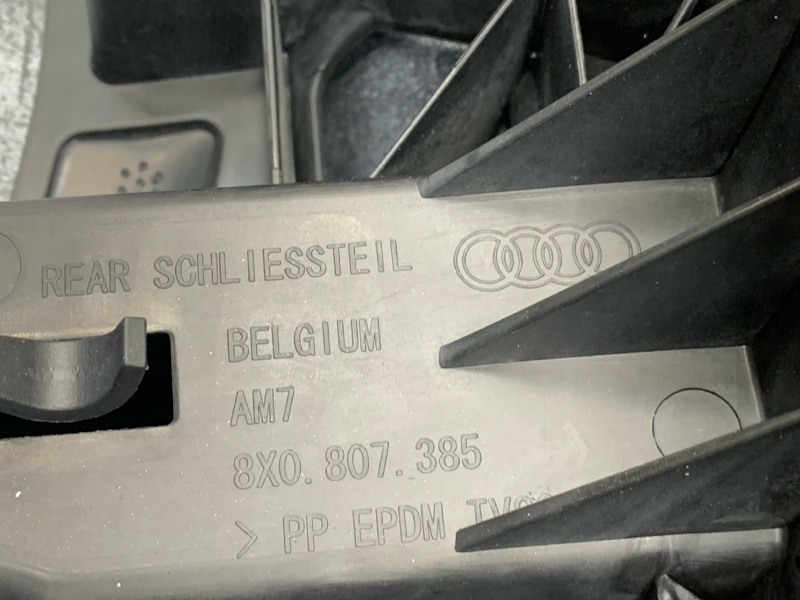 REAR SCHLIESSTEIL
BELGIUM
AM7
8X0.807.385
> PP EPDM